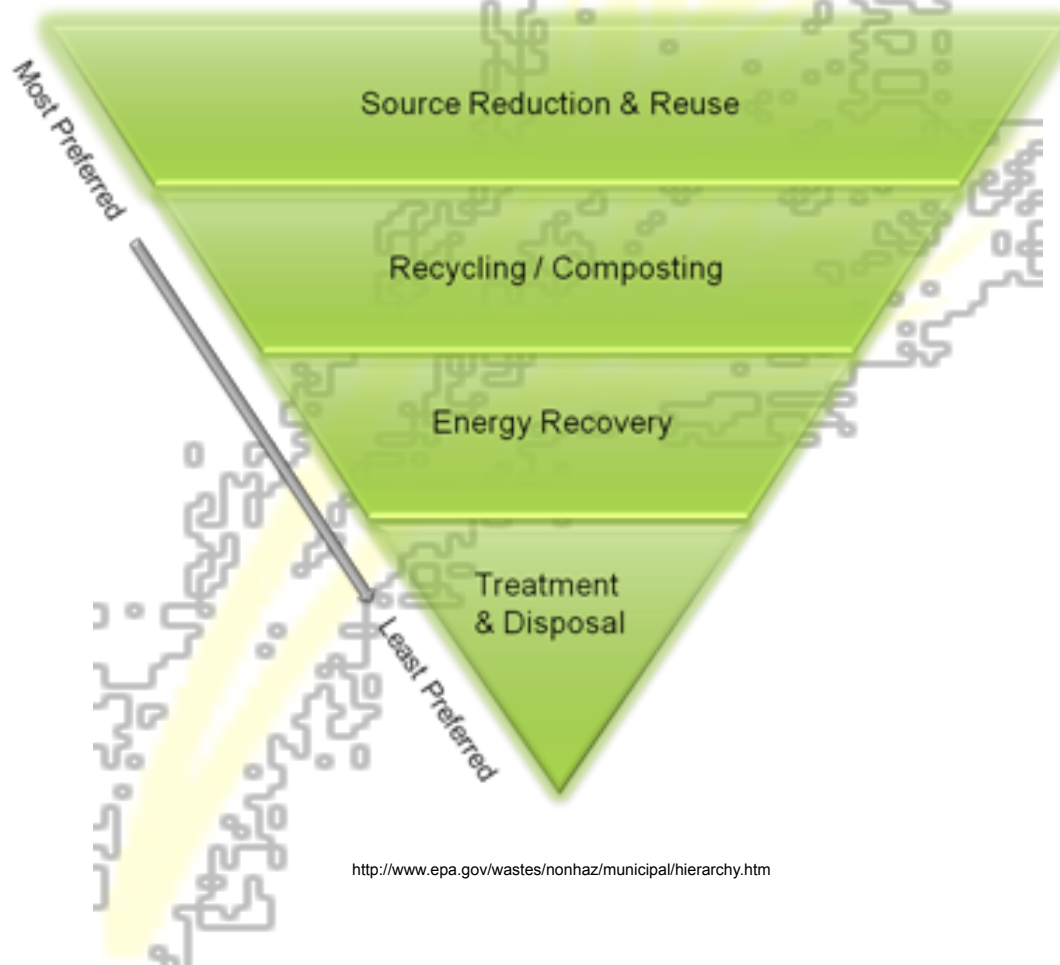 Most Preferred
Source Reduction & Reuse
Recycling / Composting
Energy Recovery
Treatment
& Disposal
Least Preferred
http://www.epa.gov/wastes/nonhaz/municipal/hierarchy.htm